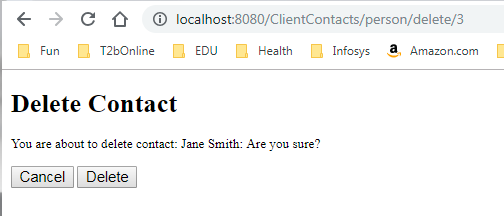 localhost:8080/ClientContacts/person/delete/3
Fun T2bOnline EDU Health Infosys Amazon.com
Delete Contact
You are about to delete contact: Jane Smith: Are you sure?
Cancel Delete